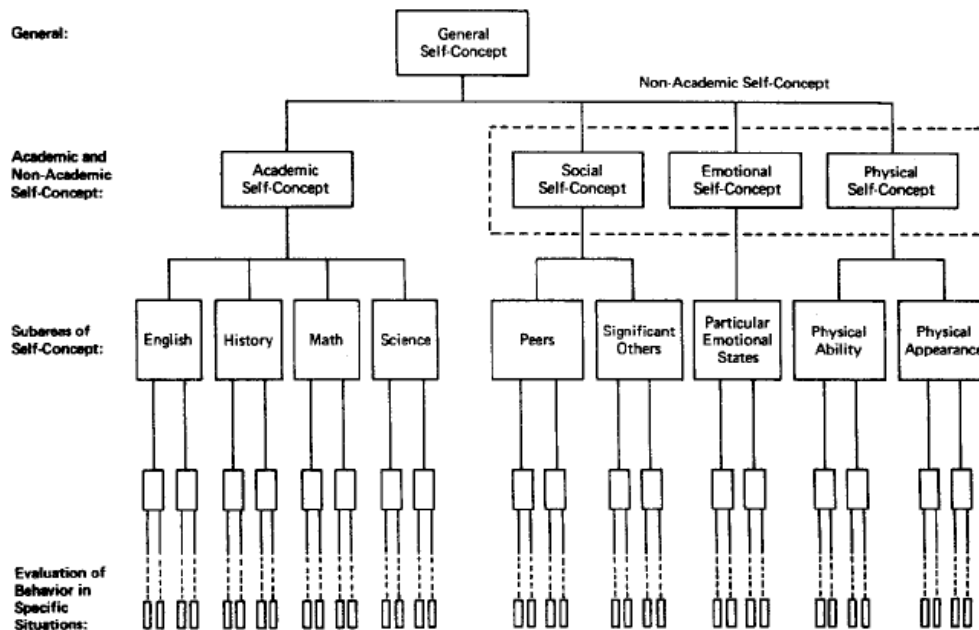 General:
General
Self-Concept
Non-Academic Self-Concept
Academic and
Non-Academic
Self-Concept:
Academic
Self-Concept
Social
Self-Concept
Emotional
Self-Concept
Physical
Self-Concept
Subareas of
Self-Concept:
English
History
Math
Science
Peers
Significant
Others
Particular
Emotional
States
Physical
Ability
Physical
Appearance
Evaluation of
Behavior in
Specific
Situations: